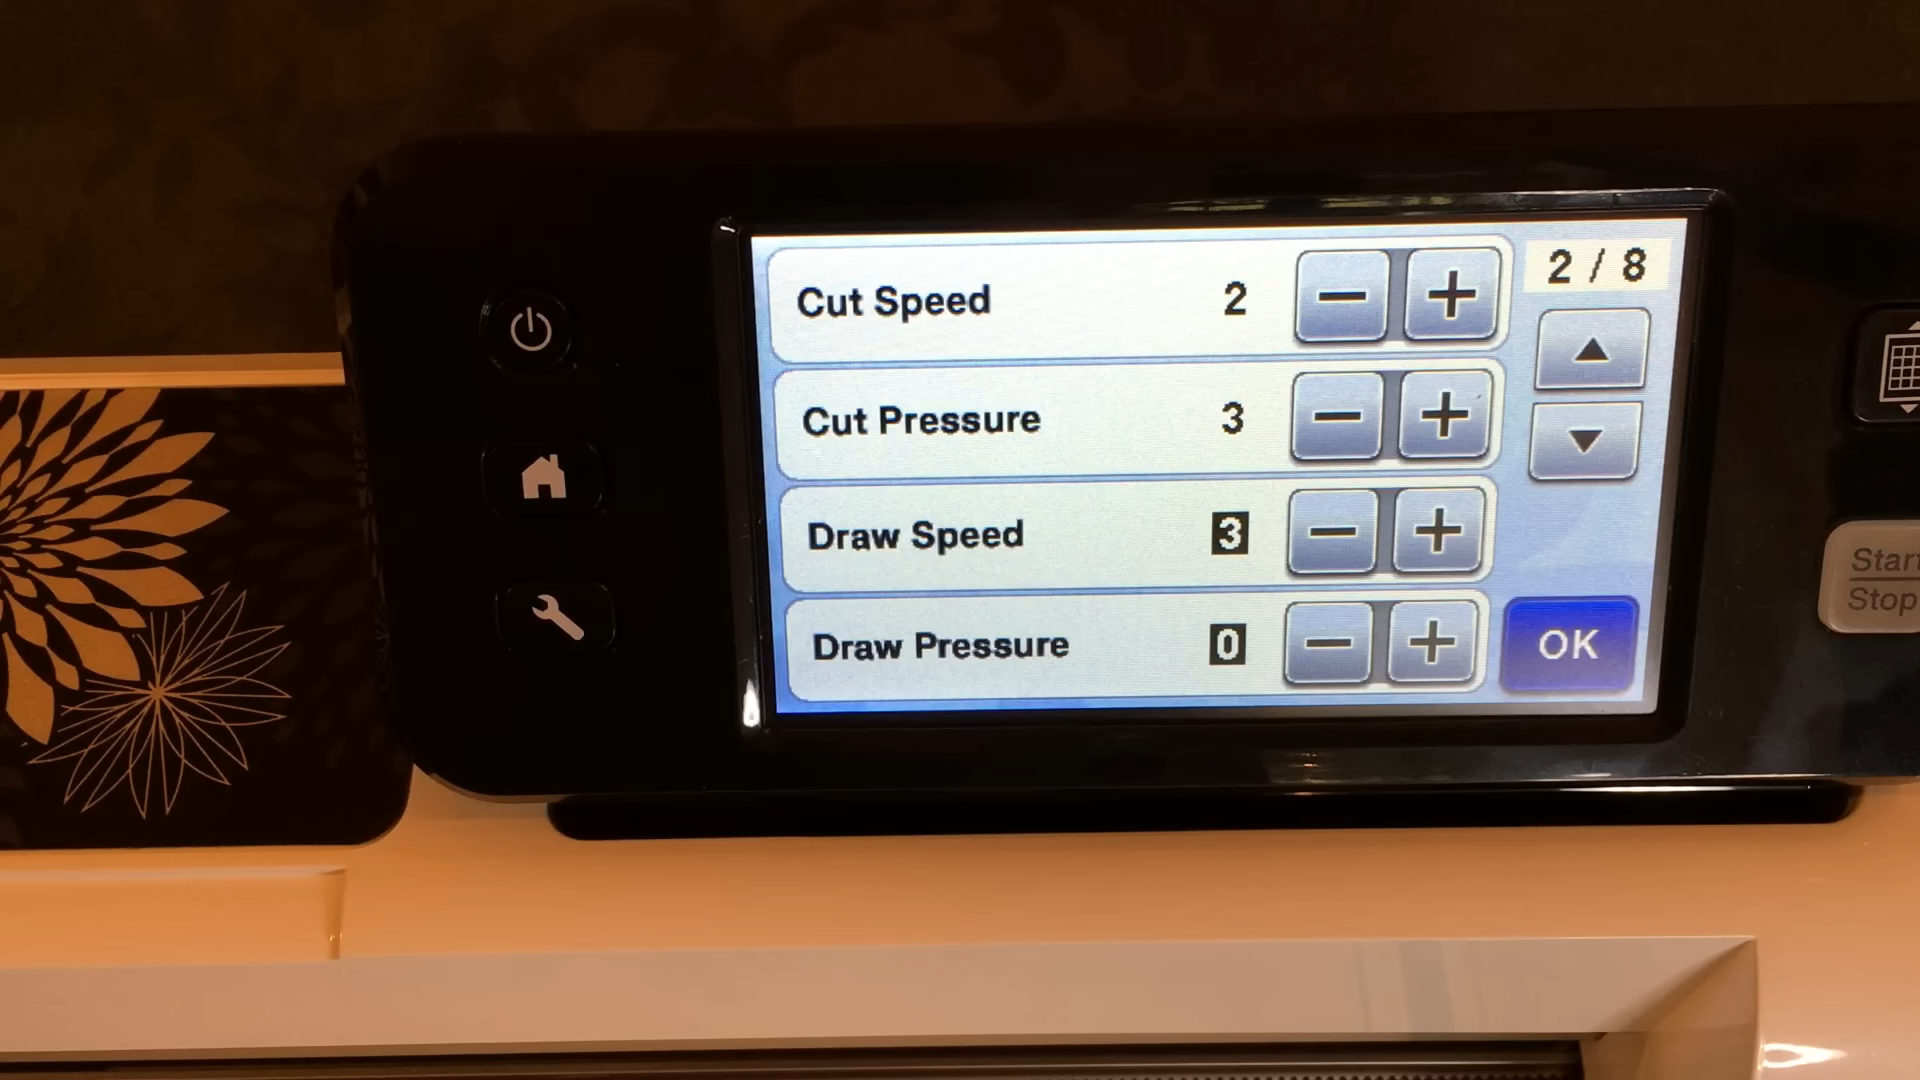 Cut Speed 2 − +
2 / 8
Cut Pressure 3 − +
Draw Speed 3 − +
Draw Pressure 0 − +
OK
Start
Stop